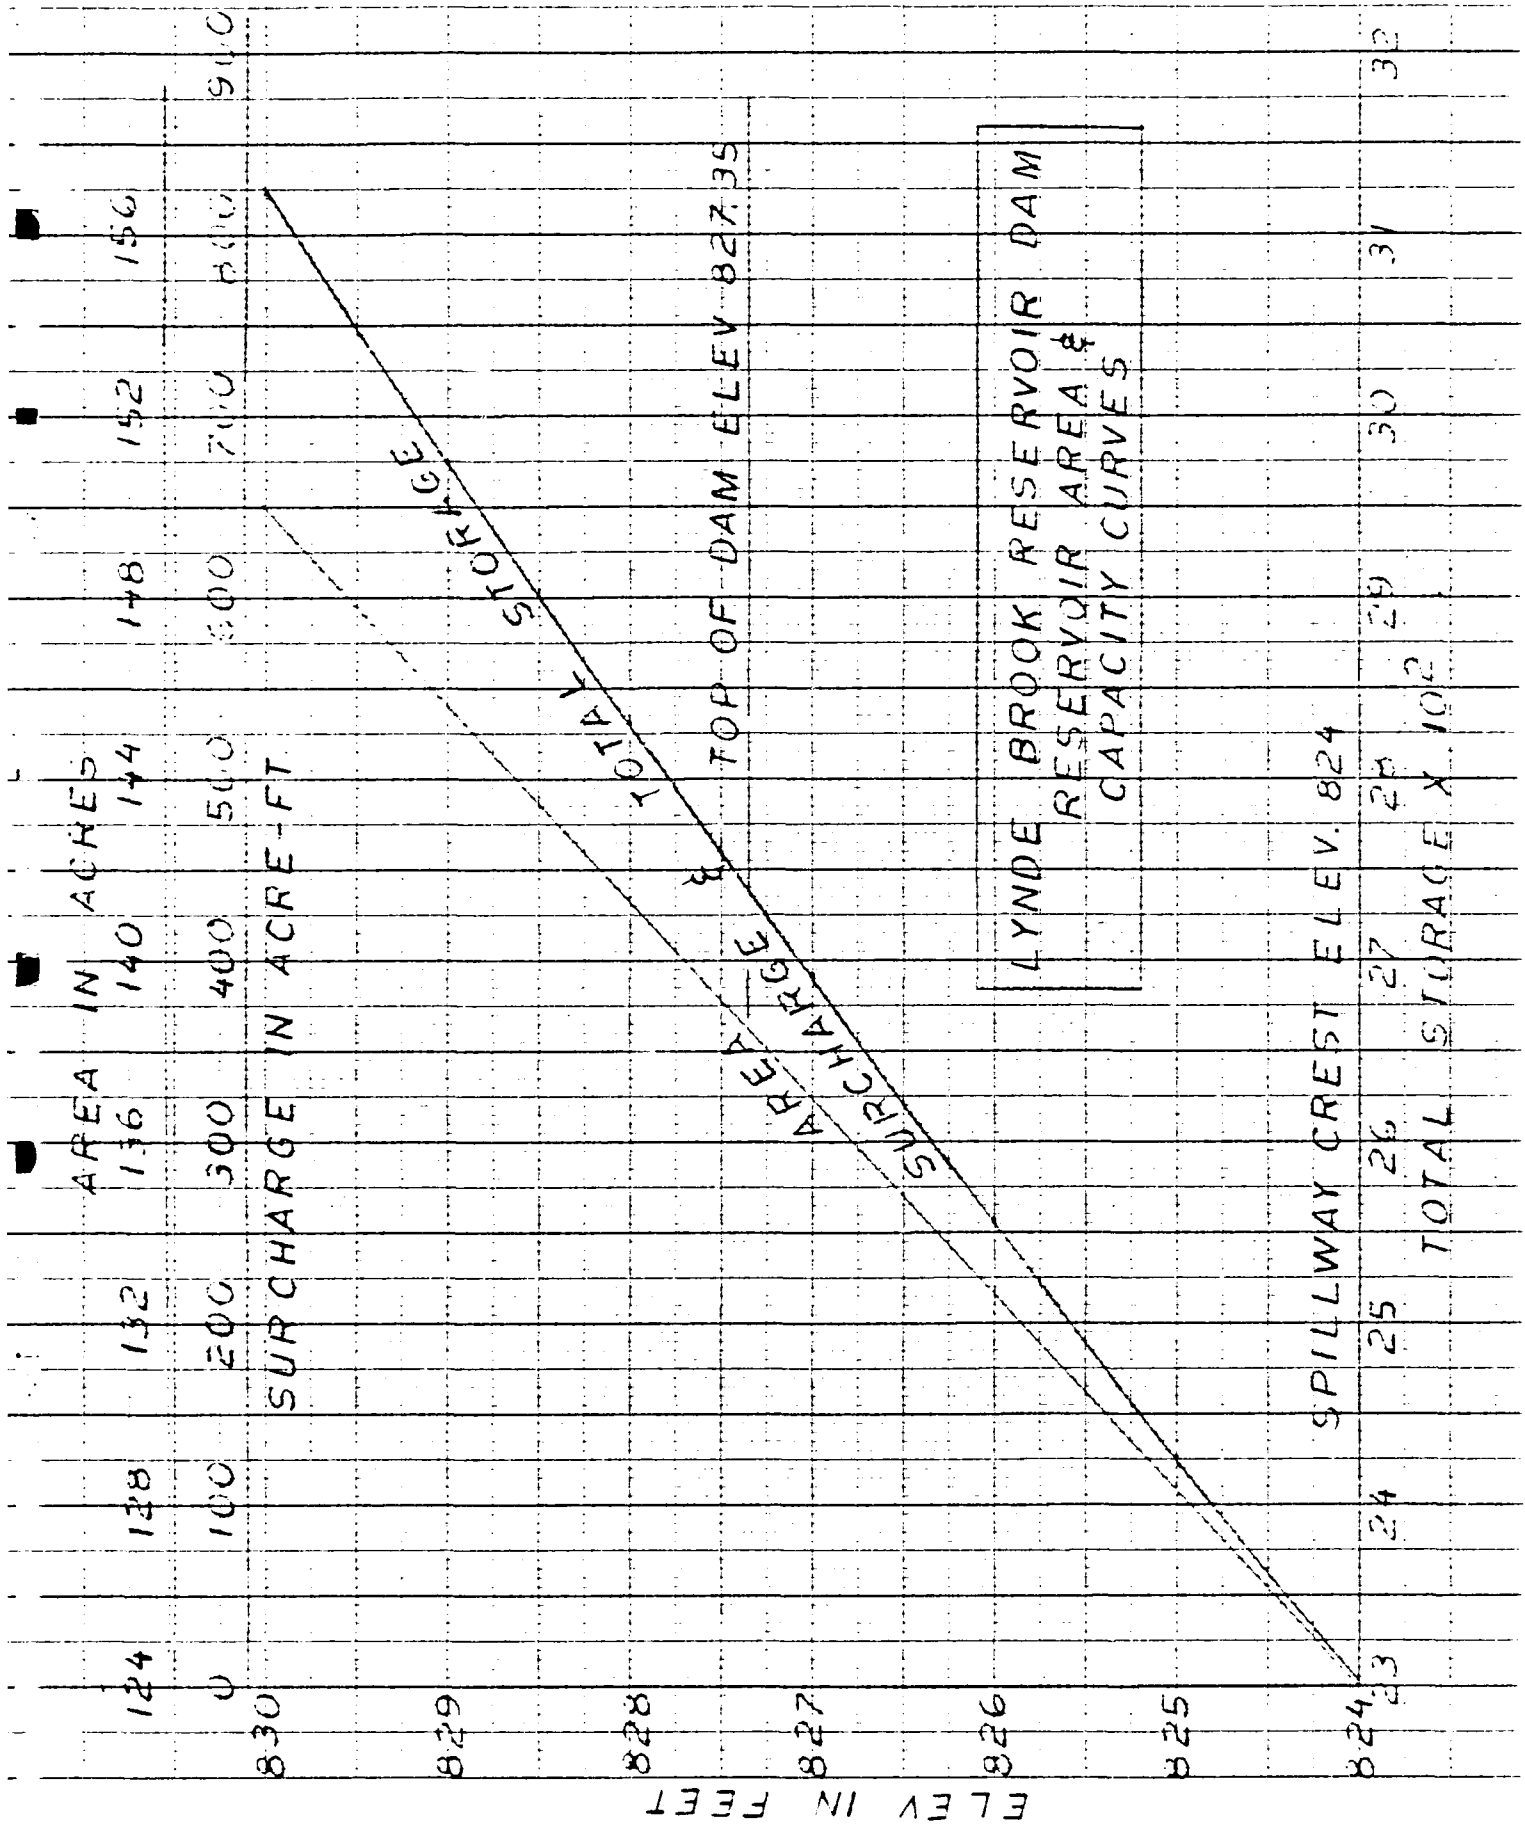 AREA IN ACRES
124 128 132 136 140 144 148 152 156
0 100 200 300 400 500 600 700 800 900
SURCHARGE IN ACRE-FT
830
829
828
827
826
825
824
ELEV IN FEET
AREA
SURCHARGE & TOTAL STORAGE
TOP OF DAM ELEV 827.35
LYNDE BROOK RESERVOIR DAM
RESERVOIR AREA &
CAPACITY CURVES
SPILLWAY CREST ELEV. 824
23 24 25 26 27 28 29 30 31 32
TOTAL STORAGE X 10²